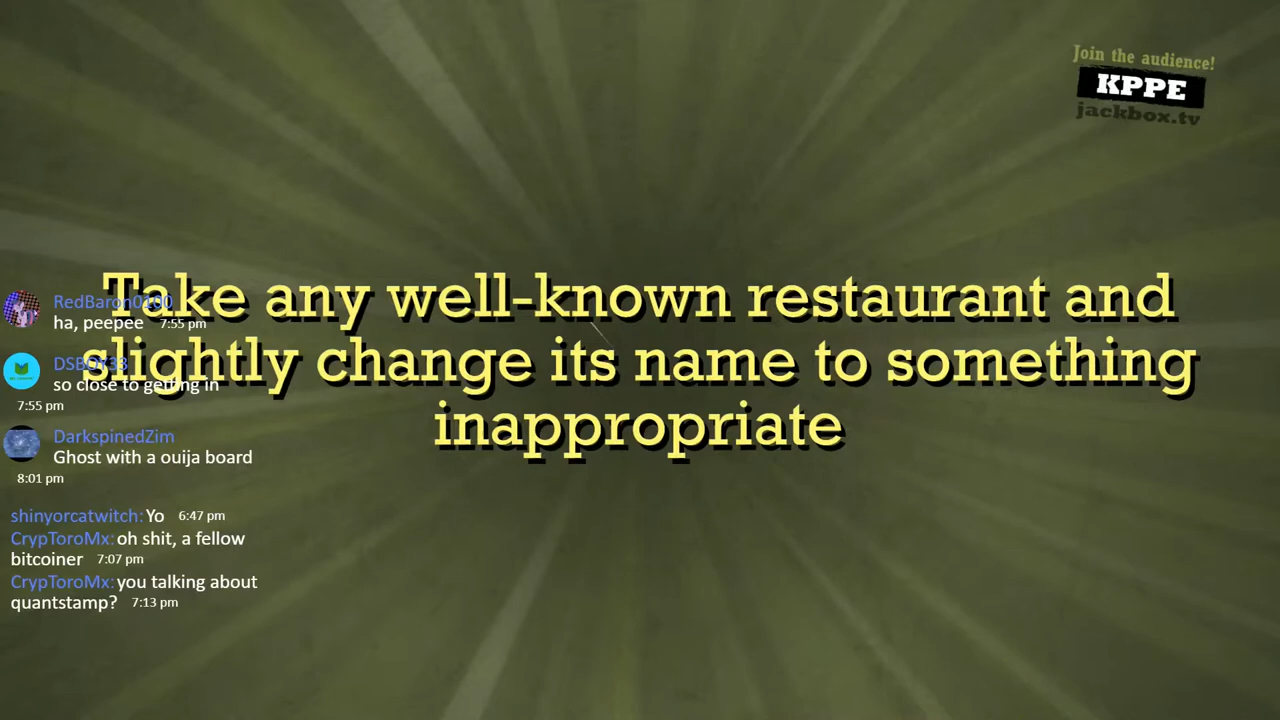 Join the audience!
KPPE
jackbox.tv
Take any well-known restaurant and
slightly change its name to something
inappropriate
RedBaron0100
ha, peepee 7:55 pm
DSBOY33
so close to getting in
7:55 pm
DarkspinedZim
Ghost with a ouija board
8:01 pm
shinyorcatwitch: Yo 6:47 pm
CrypToroMx: oh shit, a fellow
bitcoiner 7:07 pm
CrypToroMx: you talking about
quantstamp? 7:13 pm